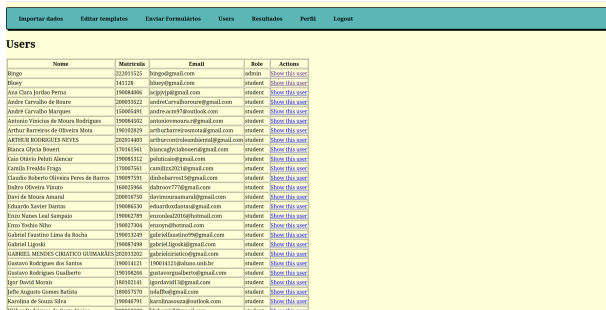 Importar dados Editar templates Enviar Formulários Users Resultados Perfil Logout
Users
Nome Matrícula Email Role Actions
Bingo 222011525 bingo@gmail.com admin Show this user
Bluey 141128 bluey@gmail.com student Show this user
Ana Clara Jordao Perna 190084006 acjpjvjp@gmail.com student Show this user
Andre Carvalho de Roure 200033522 andreCarvalhoroure@gmail.com student Show this user
André Carvalho Marques 150005491 andre.acm97@outlook.com student Show this user
Antonio Vinicius de Moura Rodrigues 190084502 antoniovmoura.r@gmail.com student Show this user
Arthur Barreiros de Oliveira Mota 190102829 arthurbarreirosmota@gmail.com student Show this user
ARTHUR RODRIGUES NEVES 202014403 arthurcontroleambiental@gmail.com student Show this user
Bianca Glycia Boueri 170161561 biancaglyciaboueri@gmail.com student Show this user
Caio Otávio Peluti Alencar 190085312 peluticaio@gmail.com student Show this user
Camila Frealdo Fraga 170007561 camilizx2021@gmail.com student Show this user
Claudio Roberto Oliveira Peres de Barros 190097591 dinhobarros15@gmail.com student Show this user
Daltro Oliveira Vinuto 160025966 daltroov777@gmail.com student Show this user
Davi de Moura Amaral 200016750 davimouraamaral@gmail.com student Show this user
Eduardo Xavier Dantas 190086530 eduardoxdantas@gmail.com student Show this user
Enzo Nunes Leal Sampaio 190062789 enzonleal2016@hotmail.com student Show this user
Enzo Yoshio Niho 190027304 enzoyn@hotmail.com student Show this user
Gabriel Faustino Lima da Rocha 190013249 gabrielfaustino99@gmail.com student Show this user
Gabriel Ligoski 190087498 gabriel.ligoski@gmail.com student Show this user
GABRIEL MENDES CIRIATICO GUIMARÃES 202033202 gabrielciriatico@gmail.com student Show this user
Gustavo Rodrigues dos Santos 190014121 190014121@aluno.unb.br student Show this user
Gustavo Rodrigues Gualberto 190108266 gustavorgualberto@gmail.com student Show this user
Igor David Morais 180102141 igordavid13@gmail.com student Show this user
Jefte Augusto Gomes Batista 180057570 ndaffte@gmail.com student Show this user
Karolina de Souza Silva 190046791 karolinasouza@outlook.com student Show this user